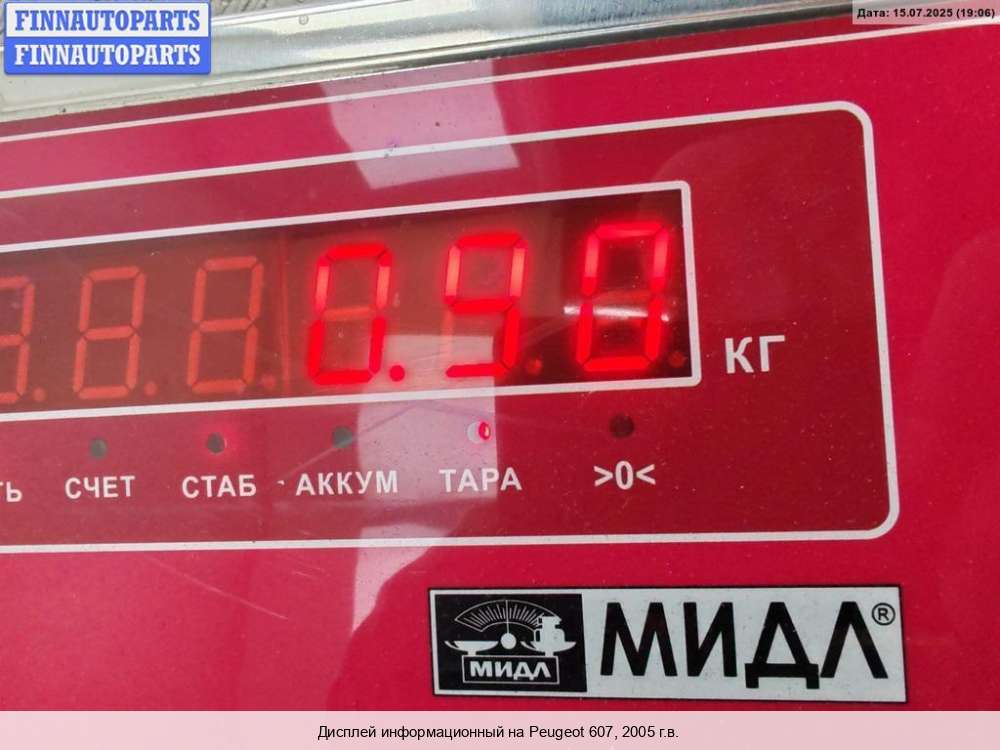 FINNAUTOPARTS
FINNAUTOPARTS
Дата: 15.07.2025 (19:06)
0.90
КГ
Ь СЧЕТ СТАБ АККУМ ТАРА >0<
МИДЛ МИДЛ®
Дисплей информационный на Peugeot 607, 2005 г.в.